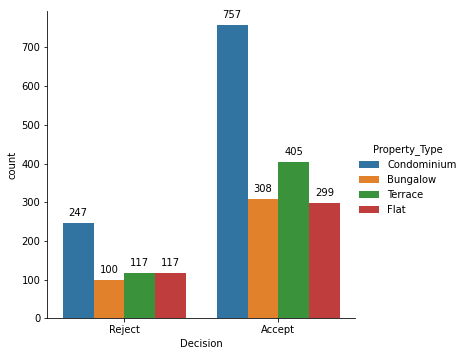 757
700
600
500
400
300
200
100
0
count
247
100
117
117
308
405
299
Reject
Accept
Decision
Property_Type
Condominium
Bungalow
Terrace
Flat